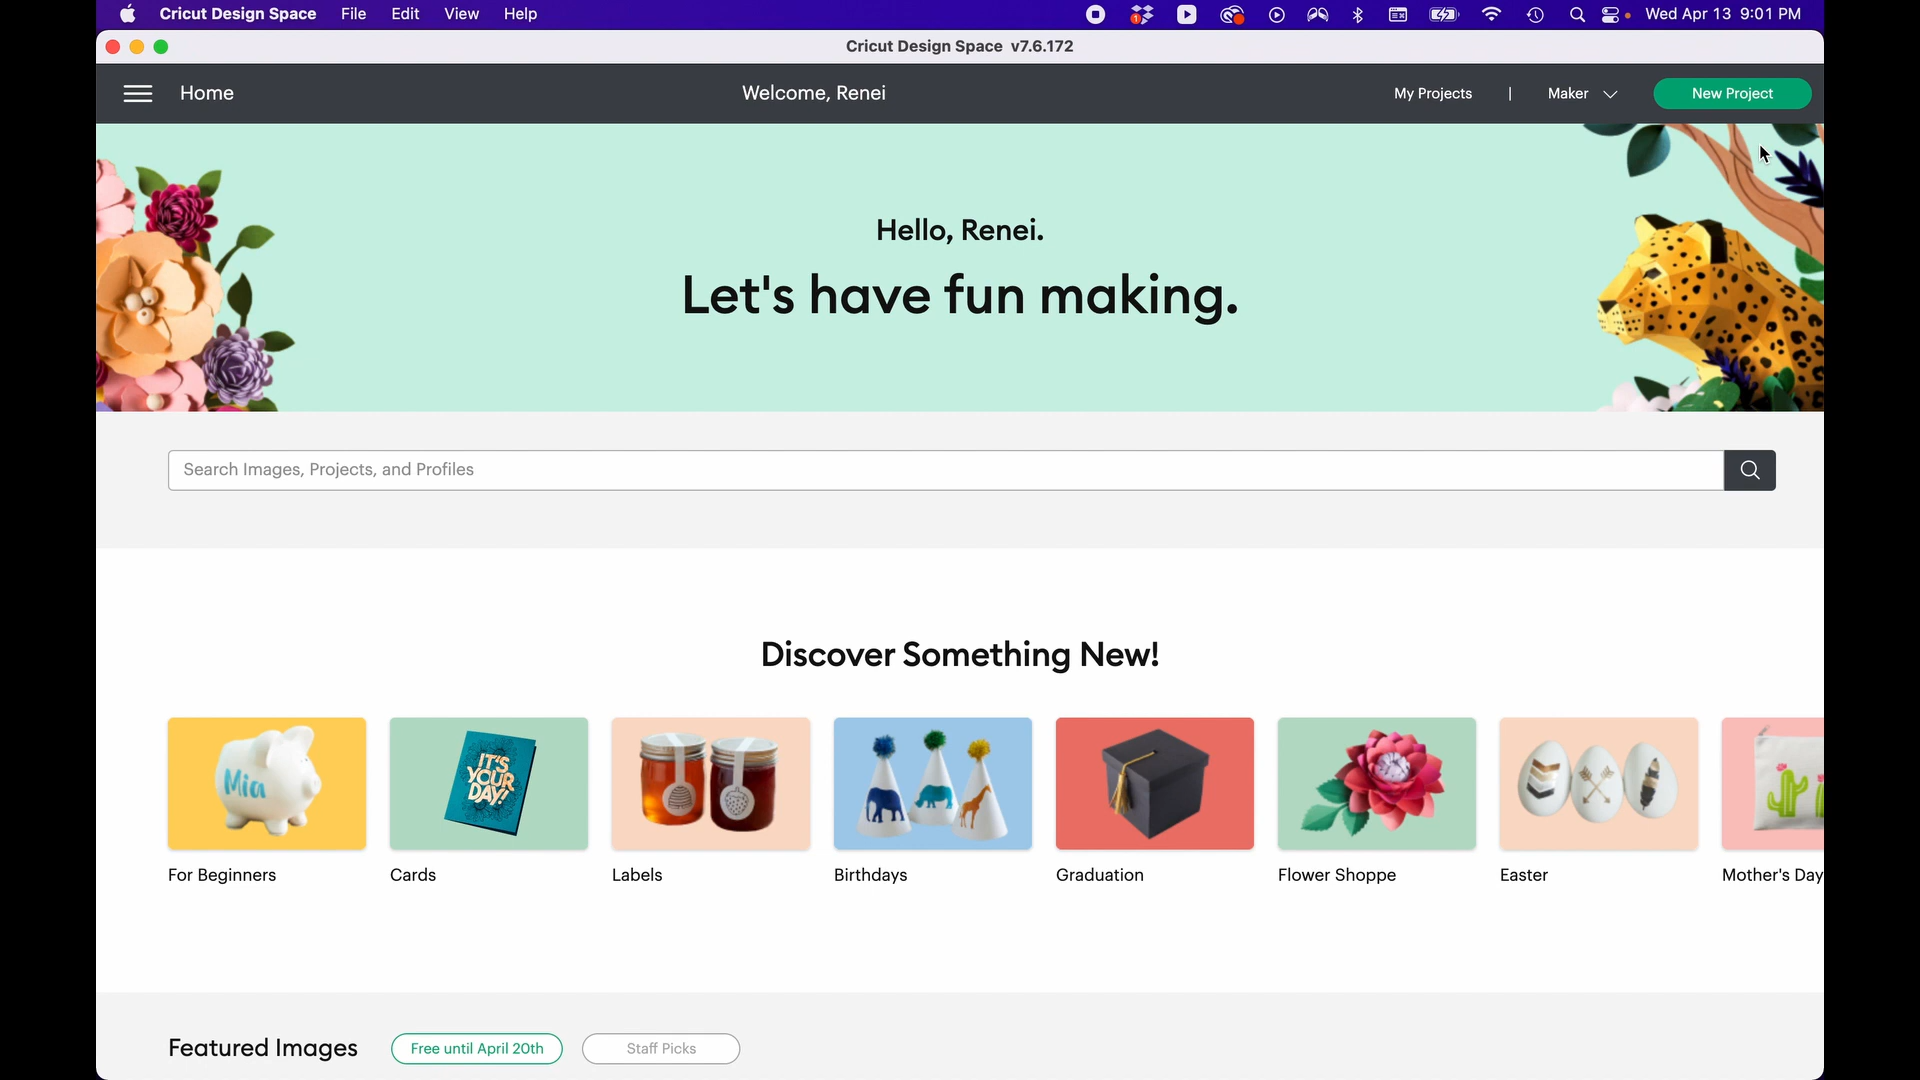 Cricut Design Space File Edit View Help
1
Wed Apr 13 9:01 PM
Cricut Design Space v7.6.172
Home
Welcome, Renei
My Projects | Maker
New Project
Hello, Renei.
Let's have fun making.
Search Images, Projects, and Profiles
Discover Something New!
Mia
IT'S
YOUR
DAY!
For Beginners
Cards
Labels
Birthdays
Graduation
Flower Shoppe
Easter
Mother's Day
Featured Images
Free until April 20th
Staff Picks